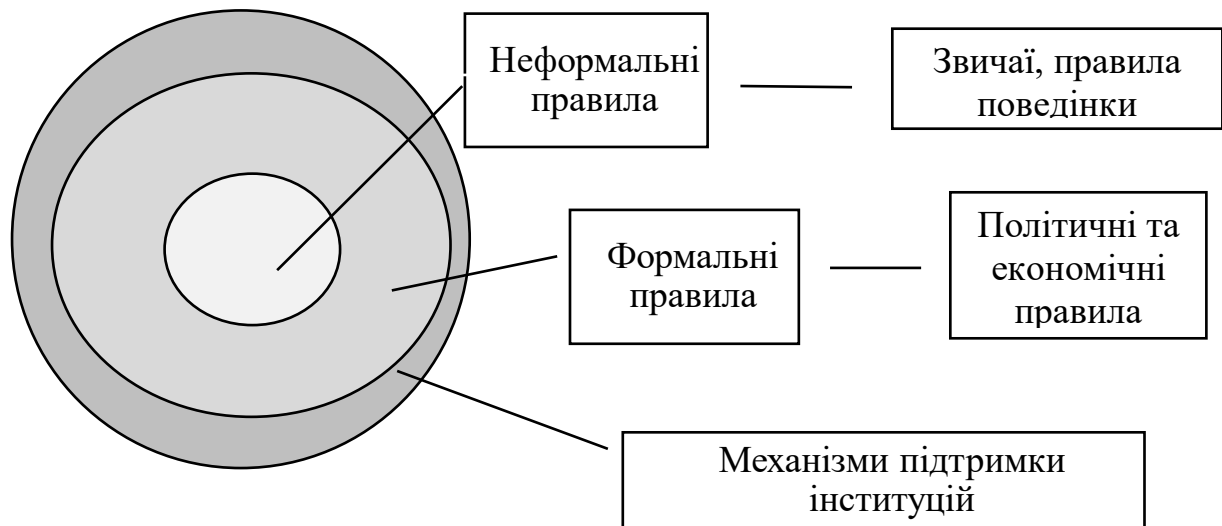 Неформальні
правила
Звичаї, правила
поведінки
Формальні
правила
Політичні та
економічні
правила
Механізми підтримки
інституцій